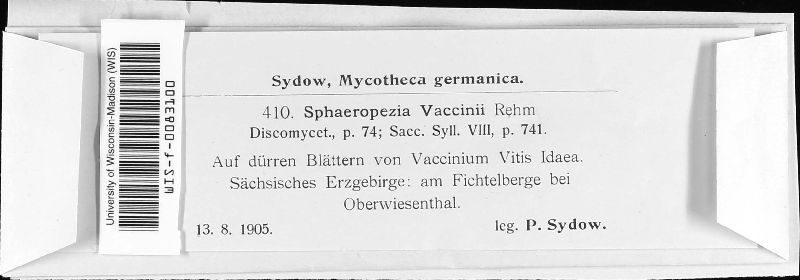 University of Wisconsin-Madison (WIS)
WIS-f-0083100
Sydow, Mycotheca germanica.
410. Sphaeropezia Vaccinii Rehm
Discomycet., p. 74; Sacc. Syll. VIII, p. 741.
Auf dürren Blättern von Vaccinium Vitis Idaea.
Sächsisches Erzgebirge: am Fichtelberge bei
Oberwiesenthal.
13. 8. 1905. leg. P. Sydow.